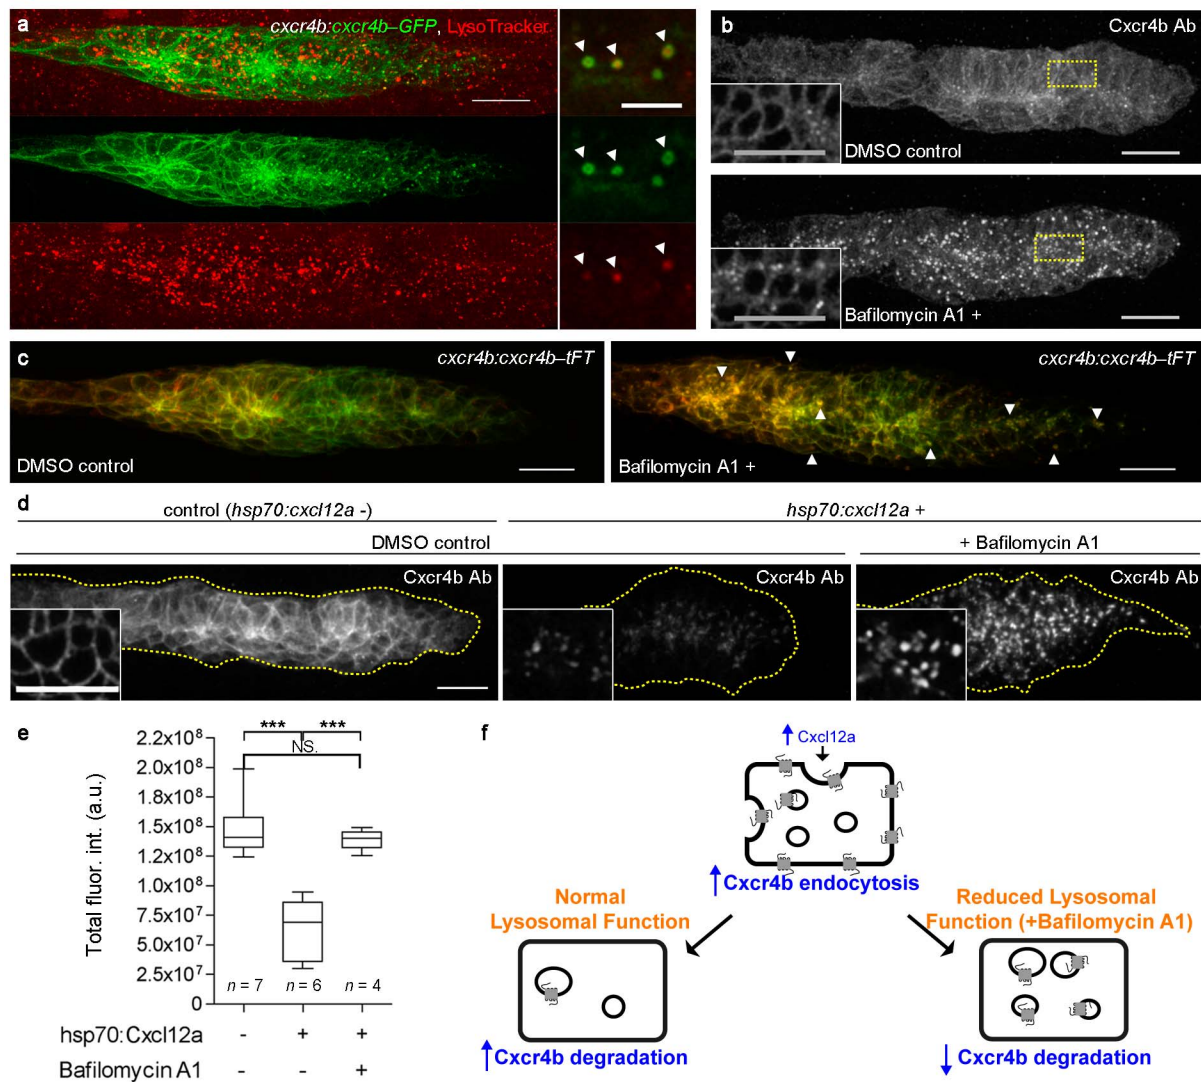 a
cxcr4b:cxcr4b–GFP, LysoTracker
b
Cxcr4b Ab
DMSO control
Bafilomycin A1 +
c
cxcr4b:cxcr4b–tFT
DMSO control
cxcr4b:cxcr4b–tFT
Bafilomycin A1 +
d
control (hsp70:cxcl12a -)
hsp70:cxcl12a +
DMSO control
+ Bafilomycin A1
Cxcr4b Ab
Cxcr4b Ab
Cxcr4b Ab
e
*** ***
NS.
Total fluor. int. (a.u.)
2.2x10⁸
2.0x10⁸
1.8x10⁸
1.5x10⁸
1.2x10⁸
1.0x10⁸
7.5x10⁷
5.0x10⁷
2.5x10⁷
0
n = 7 n = 6 n = 4
hsp70:Cxcl12a - + +
Bafilomycin A1 - - +
f
Cxcl12a
Cxcr4b endocytosis
Normal
Lysosomal Function
Cxcr4b degradation
Reduced Lysosomal
Function (+Bafilomycin A1)
Cxcr4b degradation